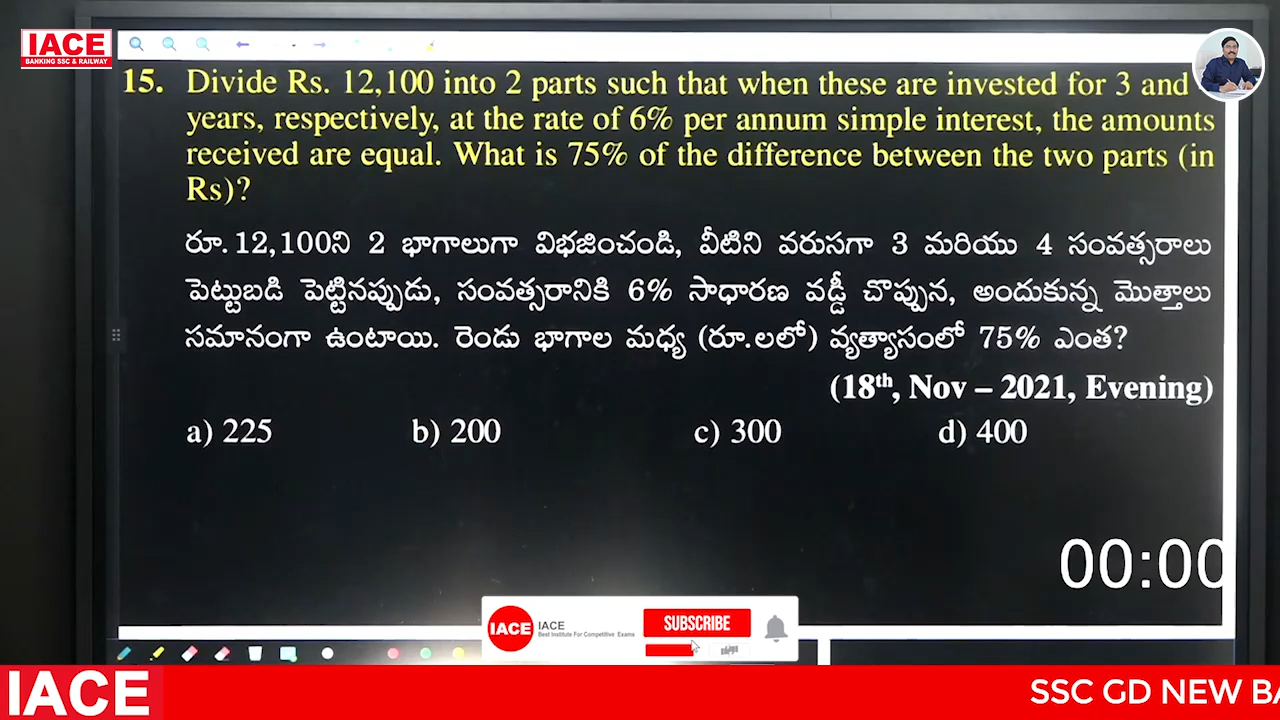 IACE
BANKING SSC & RAILWAY
15. Divide Rs. 12,100 into 2 parts such that when these are invested for 3 and
years, respectively, at the rate of 6% per annum simple interest, the amounts
received are equal. What is 75% of the difference between the two parts (in
Rs)?
రూ. 12,100ని 2 భాగాలుగా విభజించండి, వీటిని వరుసగా 3 మరియు 4 సంవత్సరాలు
పెట్టుబడి పెట్టినప్పుడు, సంవత్సరానికి 6% సాధారణ వడ్డీ చొప్పున, అందుకున్న మొత్తాలు
సమానంగా ఉంటాయి. రెండు భాగాల మధ్య (రూ.లలో) వ్యత్యాసంలో 75% ఎంత?
(18th, Nov – 2021, Evening)
a) 225 b) 200 c) 300 d) 400
00:00
IACE
IACE
Best Institute For Competitive Exams
SUBSCRIBE
IACE
SSC GD NEW BA